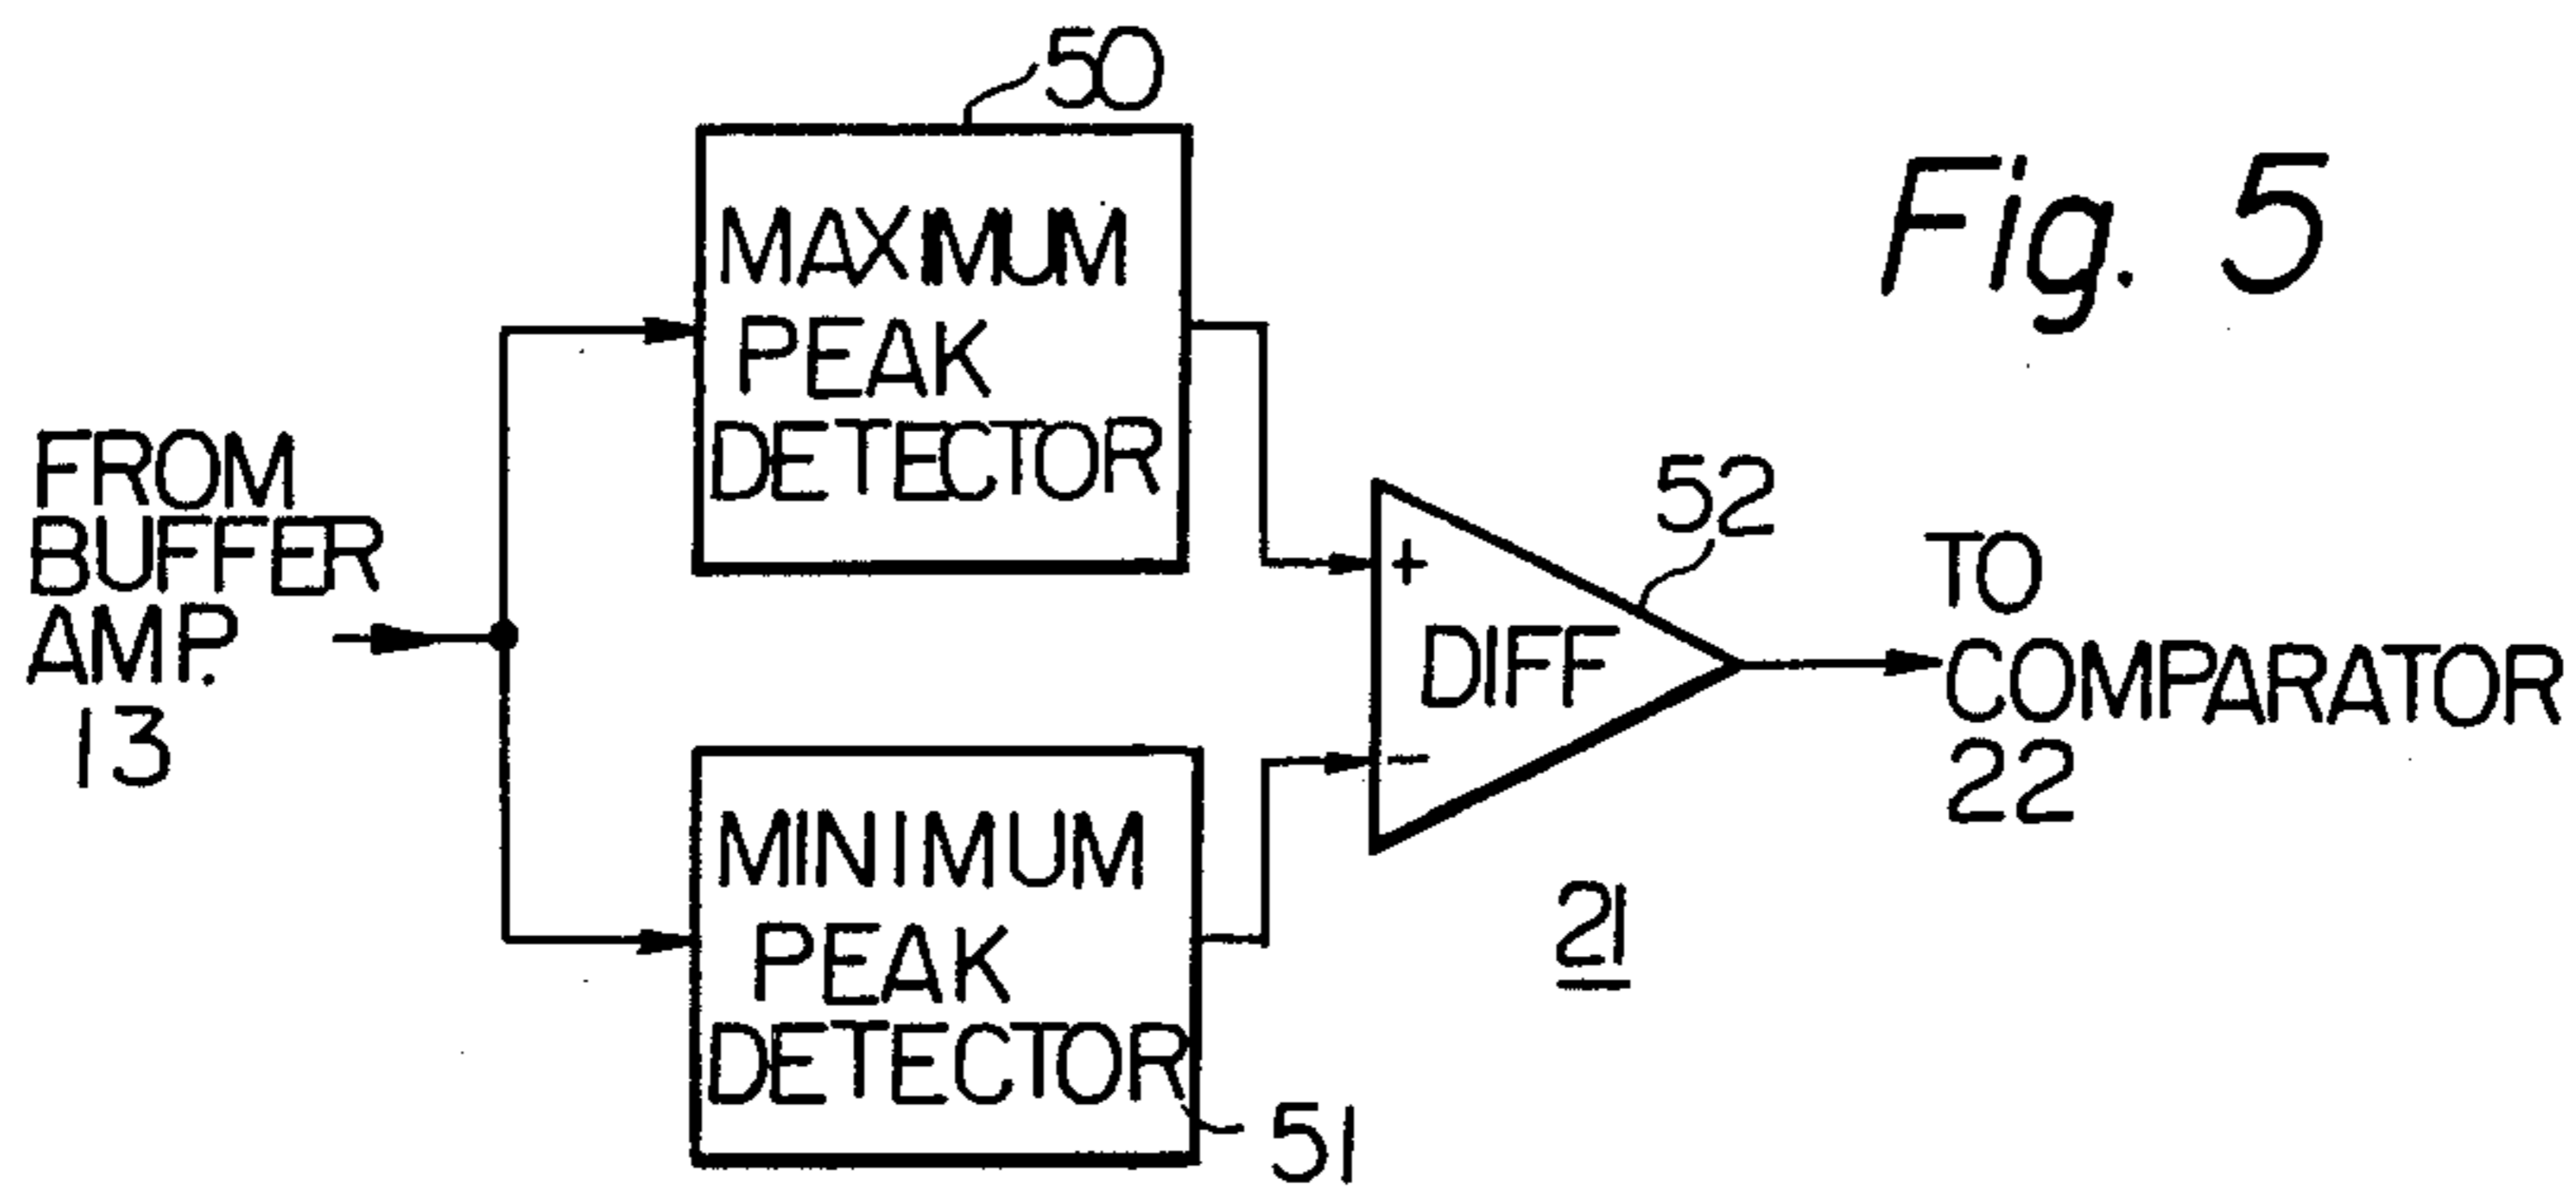 50
Fig. 5
MAXIMUM
PEAK
DETECTOR
FROM
BUFFER
AMP.
13
52
+
DIFF
-
TO
COMPARATOR
22
21
MINIMUM
PEAK
DETECTOR
51